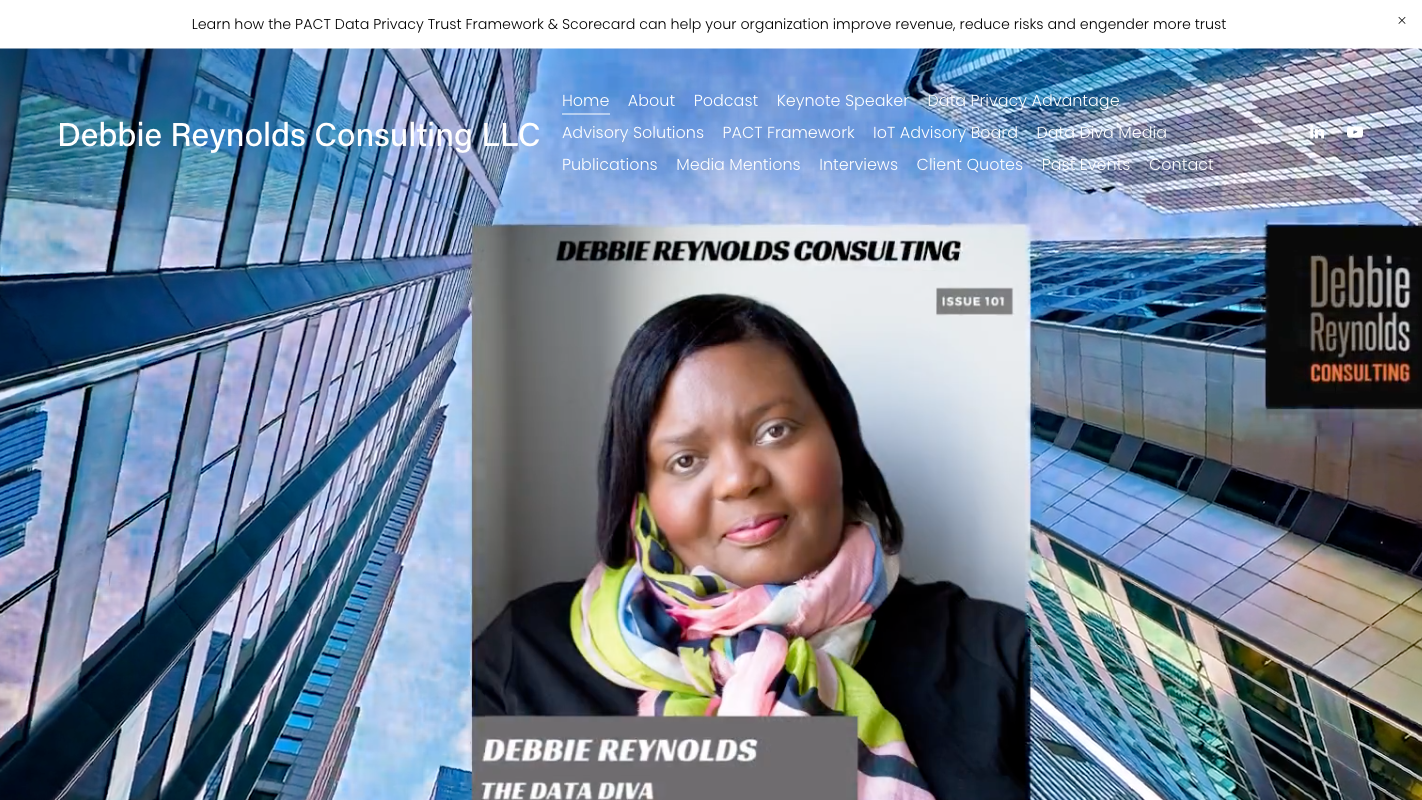 Learn how the PACT Data Privacy Trust Framework & Scorecard can help your organization improve revenue, reduce risks and engender more trust
Debbie Reynolds Consulting LLC
Home About Podcast Keynote Speaker Data Privacy Advantage
Advisory Solutions PACT Framework IoT Advisory Board Data Diva Media
Publications Media Mentions Interviews Client Quotes Past Events Contact
DEBBIE REYNOLDS CONSULTING
ISSUE 101
Debbie
Reynolds
CONSULTING
DEBBIE REYNOLDS
THE DATA DIVA